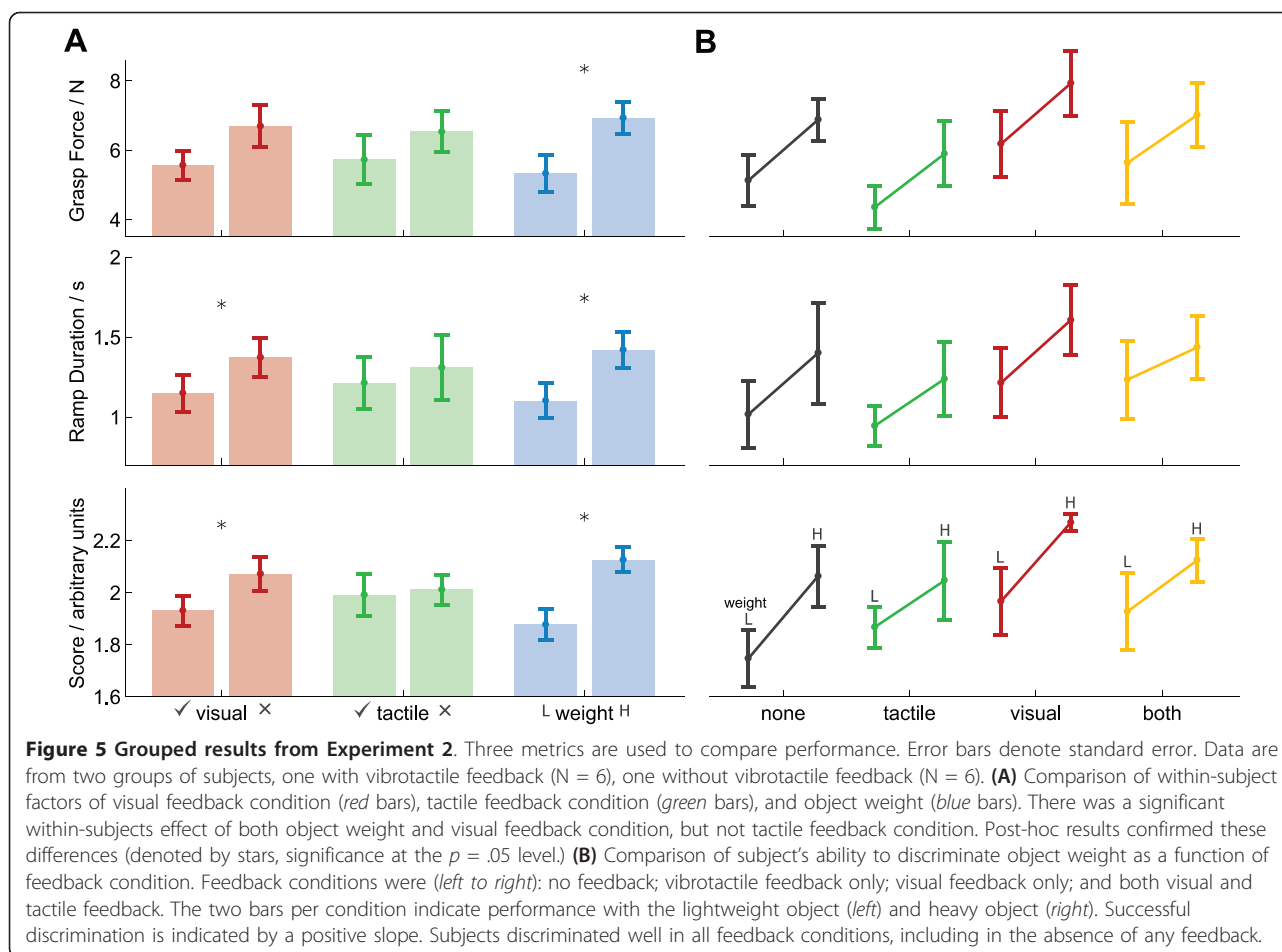 A
B
*
Grasp Force / N
8
6
4
Ramp Duration / s
2
1.5
1
*
*
Score / arbitrary units
2.2
2
1.8
1.6
*
*
weight
L
H
L
H
L
H
L
H
✓ visual ×
✓ tactile ×
L weight H
none
tactile
visual
both
Figure 5 Grouped results from Experiment 2. Three metrics are used to compare performance. Error bars denote standard error. Data are
from two groups of subjects, one with vibrotactile feedback (N = 6), one without vibrotactile feedback (N = 6). (A) Comparison of within-subject
factors of visual feedback condition (red bars), tactile feedback condition (green bars), and object weight (blue bars). There was a significant
within-subjects effect of both object weight and visual feedback condition, but not tactile feedback condition. Post-hoc results confirmed these
differences (denoted by stars, significance at the p = .05 level.) (B) Comparison of subject's ability to discriminate object weight as a function of
feedback condition. Feedback conditions were (left to right): no feedback; vibrotactile feedback only; visual feedback only; and both visual and
tactile feedback. The two bars per condition indicate performance with the lightweight object (left) and heavy object (right). Successful
discrimination is indicated by a positive slope. Subjects discriminated well in all feedback conditions, including in the absence of any feedback.